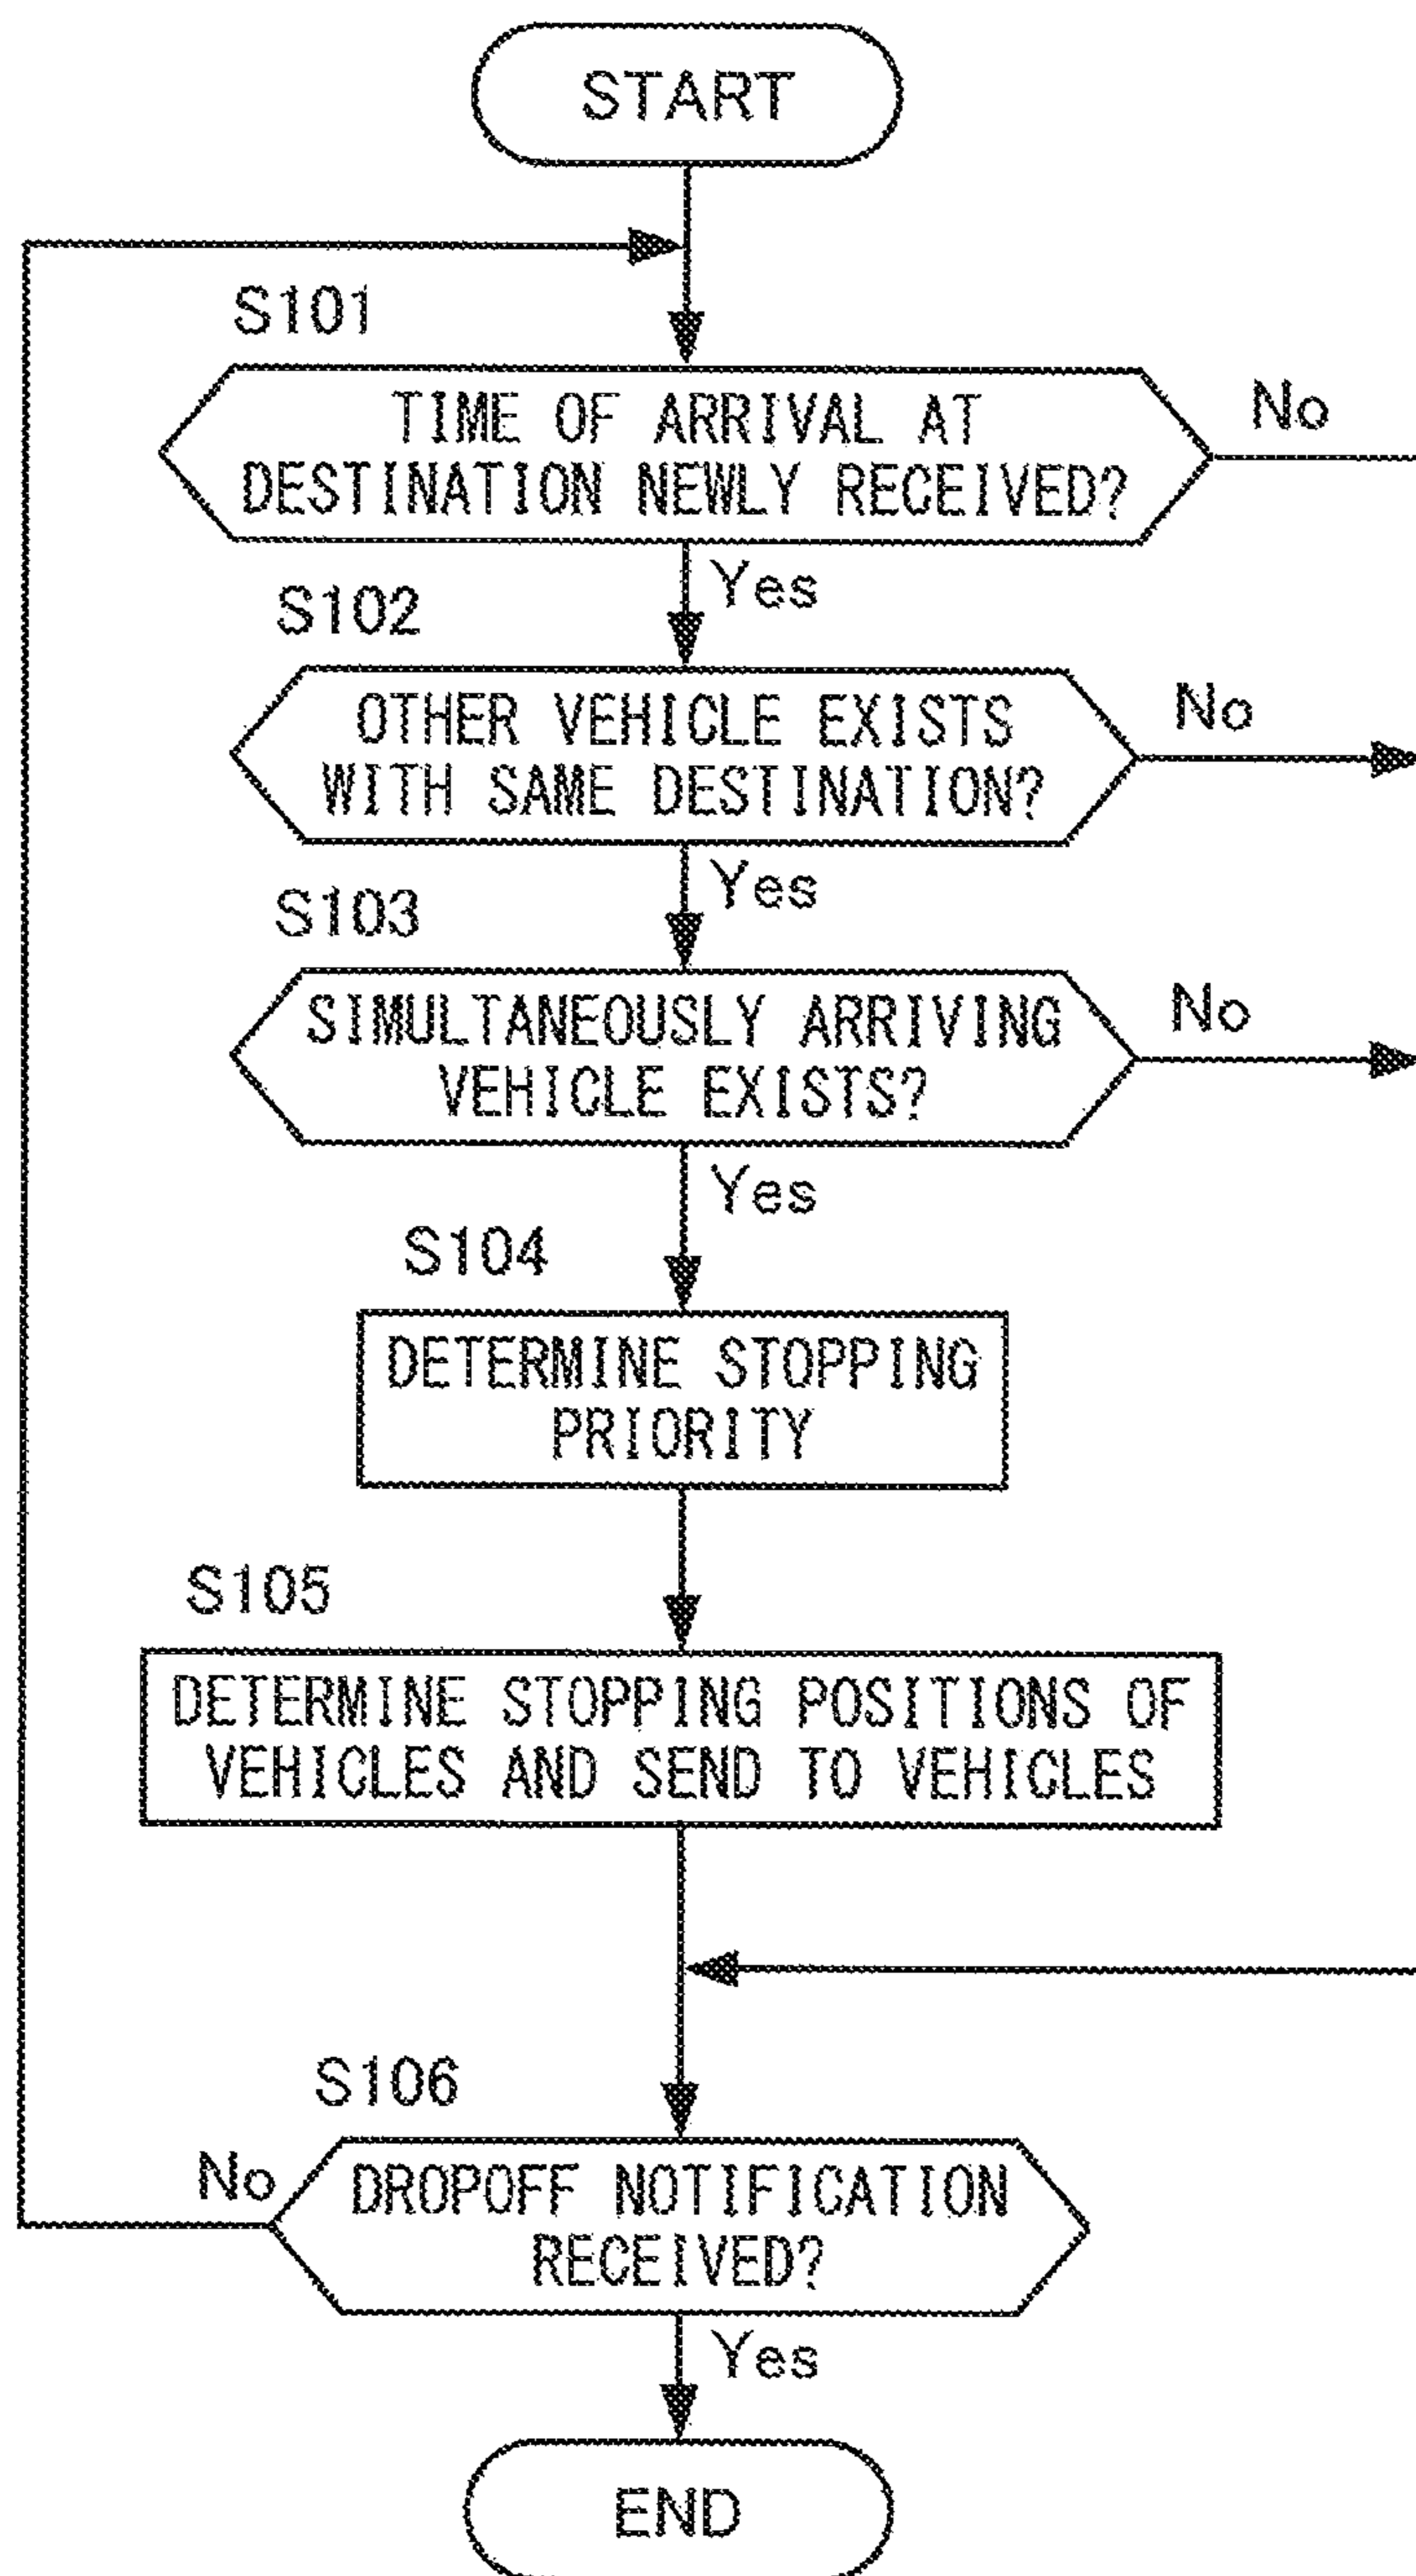 START
S101
TIME OF ARRIVAL AT
DESTINATION NEWLY RECEIVED?
No
Yes
S102
OTHER VEHICLE EXISTS
WITH SAME DESTINATION?
No
Yes
S103
SIMULTANEOUSLY ARRIVING
VEHICLE EXISTS?
No
Yes
S104
DETERMINE STOPPING
PRIORITY
S105
DETERMINE STOPPING POSITIONS OF
VEHICLES AND SEND TO VEHICLES
S106
No
DROPOFF NOTIFICATION
RECEIVED?
Yes
END